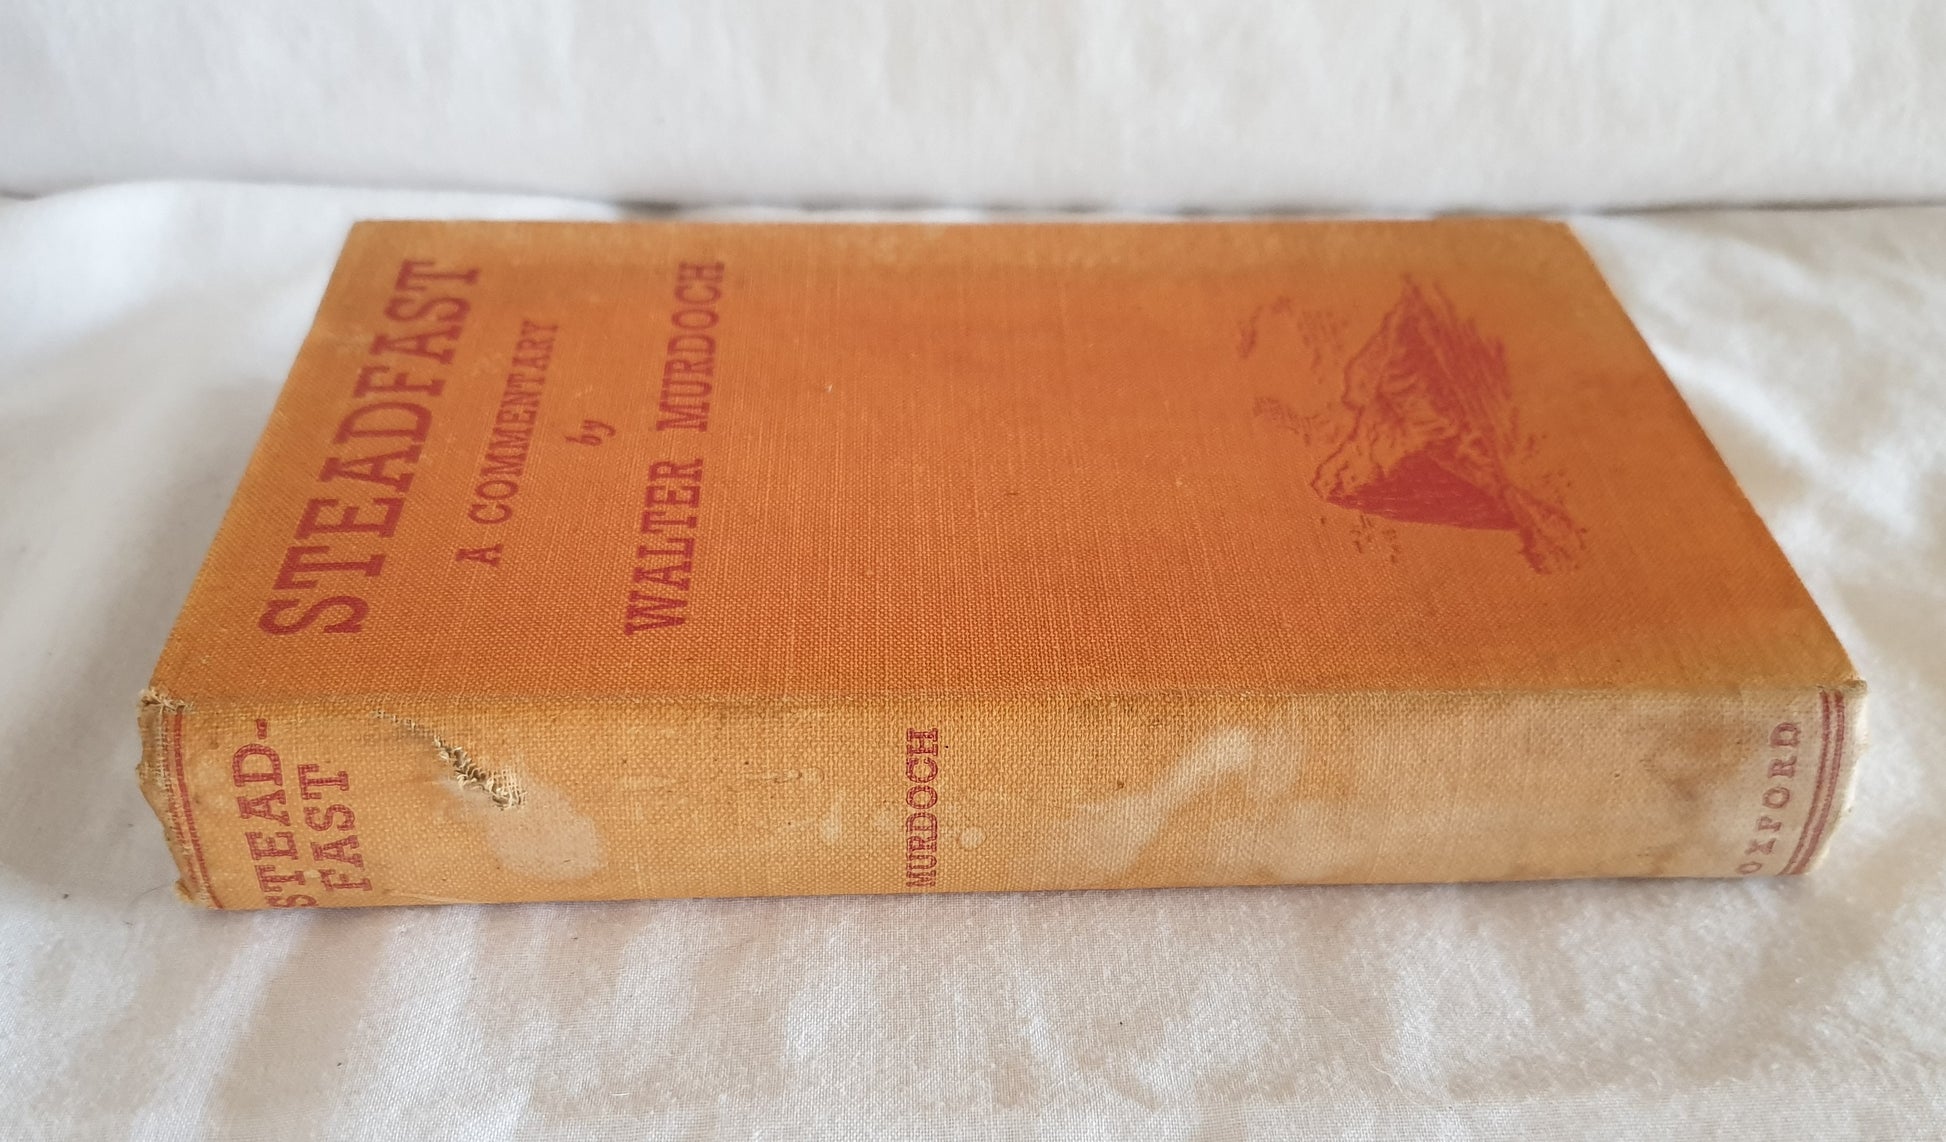 STEADFAST
A COMMENTARY
by
WALTER MURDOCH
STEAD-
FAST
MURDOCH
OXFORD